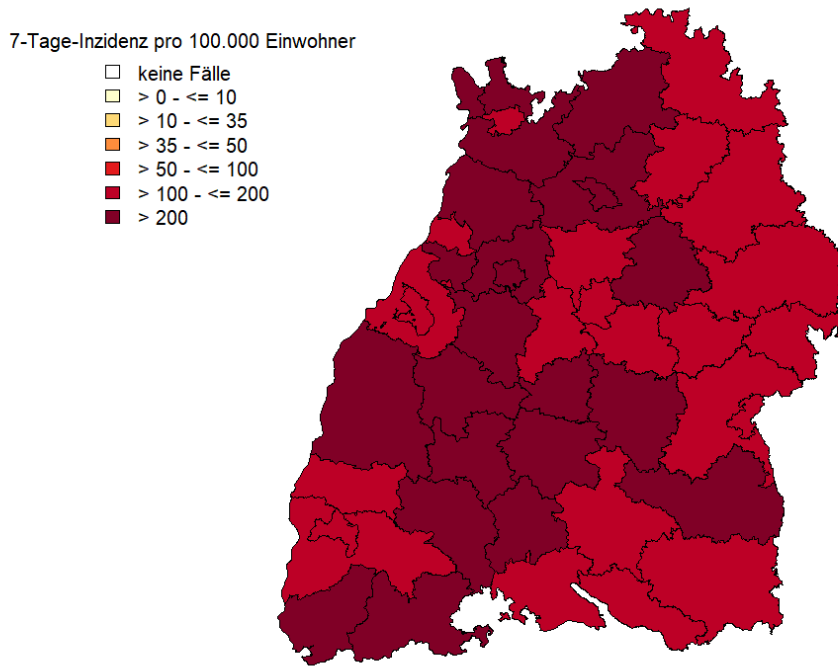 7-Tage-Inzidenz pro 100.000 Einwohner
keine Fälle
> 0 - <= 10
> 10 - <= 35
> 35 - <= 50
> 50 - <= 100
> 100 - <= 200
> 200